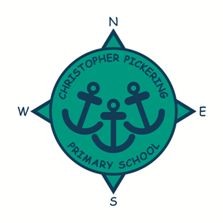 N
CHRISTOPHER PICKERING
W E
PRIMARY SCHOOL
S